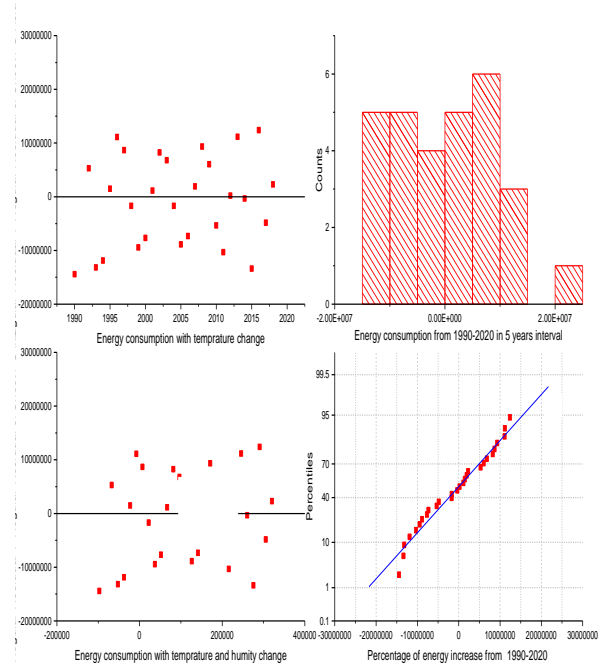 30000000
20000000
10000000
0
-10000000
-20000000
1990 1995 2000 2005 2010 2015 2020
Energy consumption with temprature change
6
4
2
0
Counts
-2.00E+007 0.00E+000 2.00E+007
Energy consumption from 1990-2020 in 5 years interval
30000000
20000000
10000000
0
-10000000
-20000000
-200000 0 200000 400000
Energy consumption with temprature and humity change
99.5
95
70
40
10
1
0.1
Percentiles
-30000000 -20000000 -10000000 0 10000000 20000000 30000000
Percentage of energy increase from 1990-2020